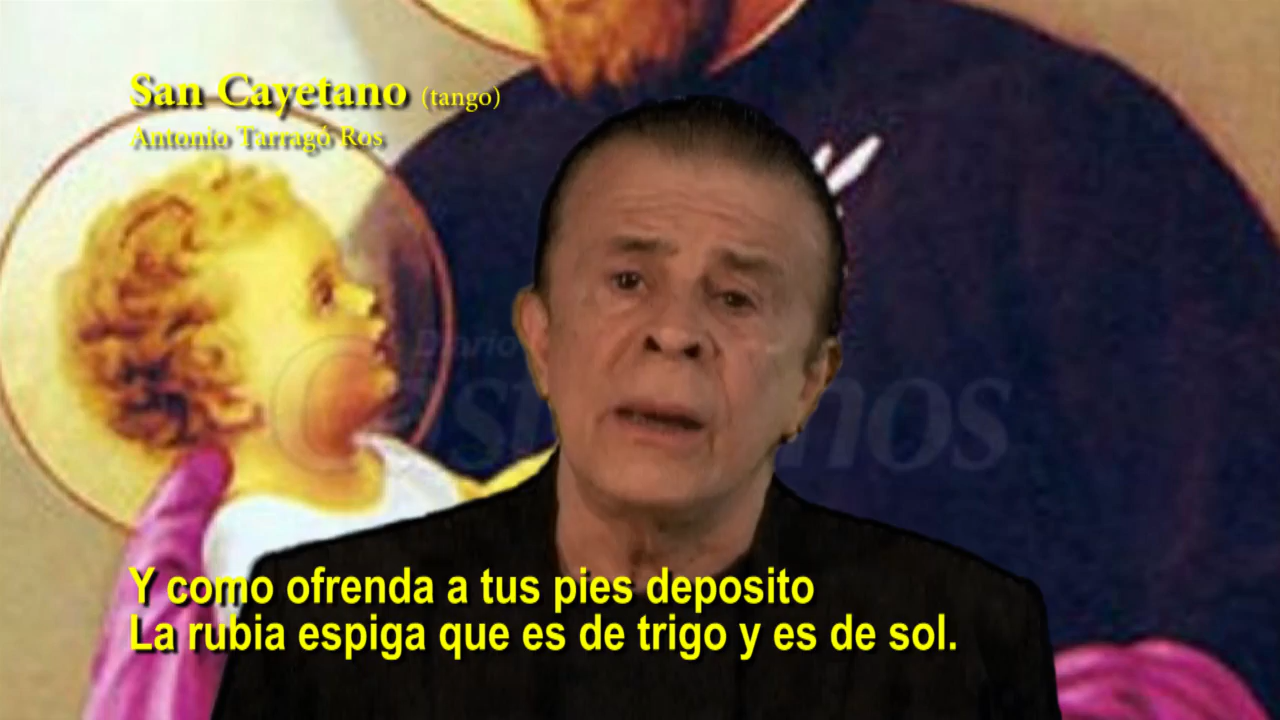 San Cayetano (tango)
Antonio Tarragó Ros
Diario
Y como ofrenda a tus pies deposito
La rubia espiga que es de trigo y es de sol.